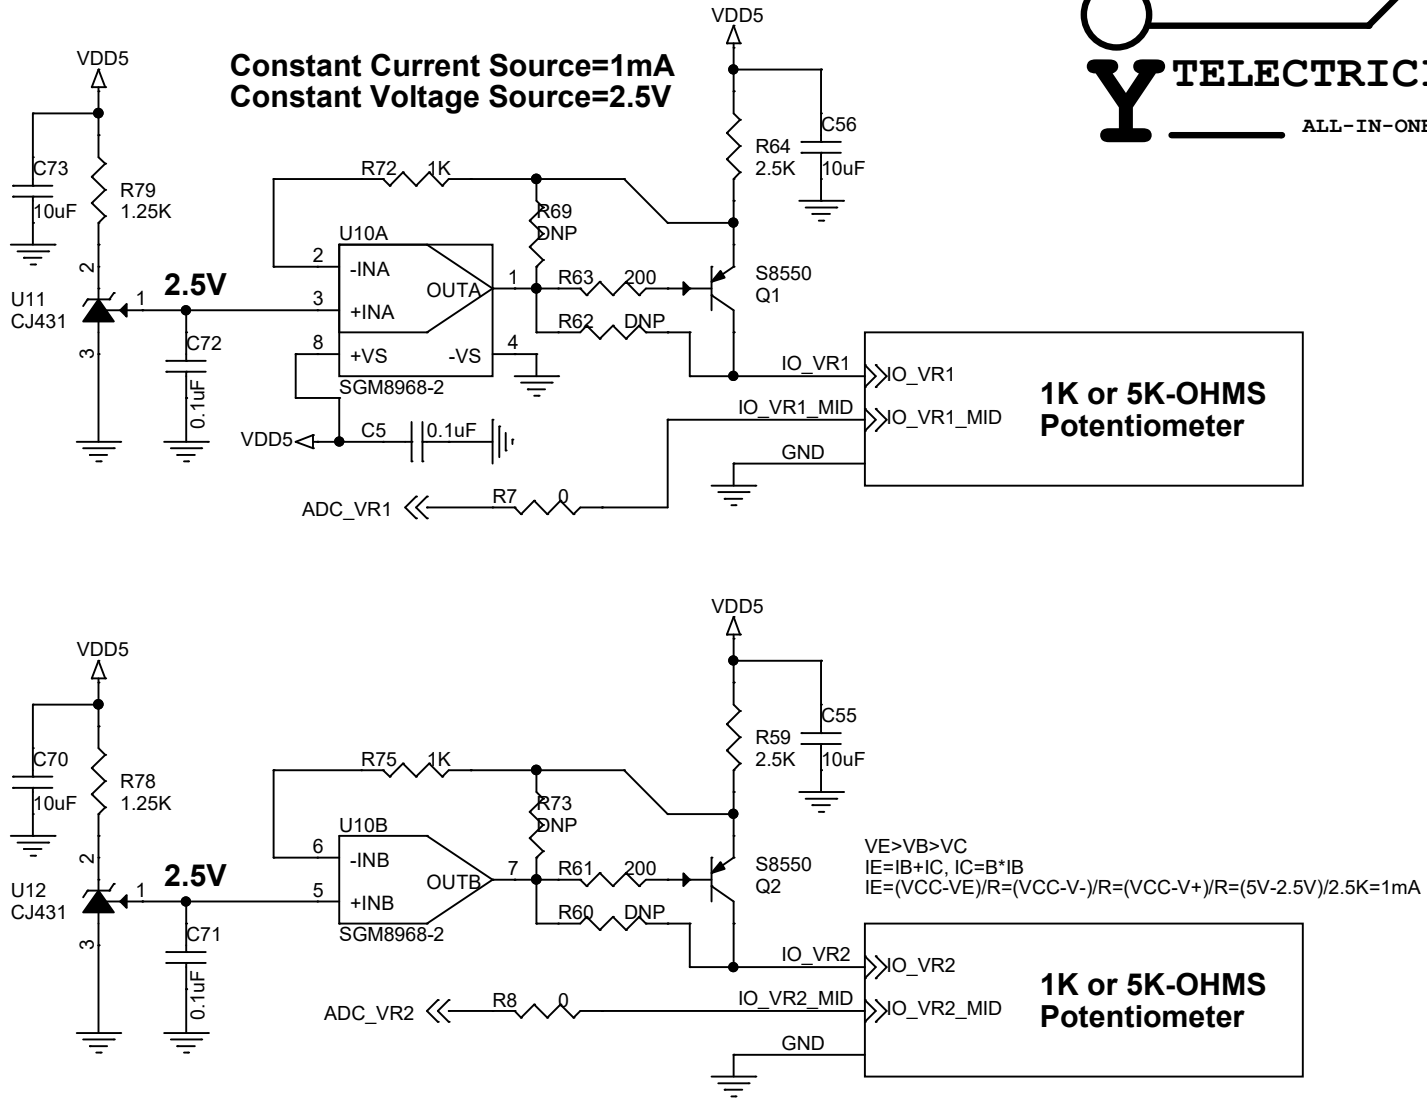 VDD5
Constant Current Source=1mA
Constant Voltage Source=2.5V
C73
10uF
R79
1.25K
2
U11
CJ431
1
3
2.5V
C72
0.1uF
R72 1K
R69
DNP
U10A
2 -INA
3 +INA
8 +VS
OUTA 1
-VS 4
SGM8968-2
VDD5
C5 0.1uF
R63 200
R62 DNP
VDD5
R64
2.5K
C56
10uF
S8550
Q1
IO_VR1
IO_VR1
IO_VR1_MID
IO_VR1_MID
GND
1K or 5K-OHMS
Potentiometer
ADC_VR1
R7 0
Y TELECTRICI
ALL-IN-ONE
VDD5
C70
10uF
R78
1.25K
2
U12
CJ431
1
3
2.5V
C71
0.1uF
R75 1K
R73
DNP
U10B
6 -INB
5 +INB
OUTB 7
SGM8968-2
R61 200
R60 DNP
VDD5
R59
2.5K
C55
10uF
S8550
Q2
VE>VB>VC
IE=IB+IC, IC=B*IB
IE=(VCC-VE)/R=(VCC-V-)/R=(VCC-V+)/R=(5V-2.5V)/2.5K=1mA
IO_VR2
IO_VR2
IO_VR2_MID
IO_VR2_MID
GND
1K or 5K-OHMS
Potentiometer
ADC_VR2
R8 0